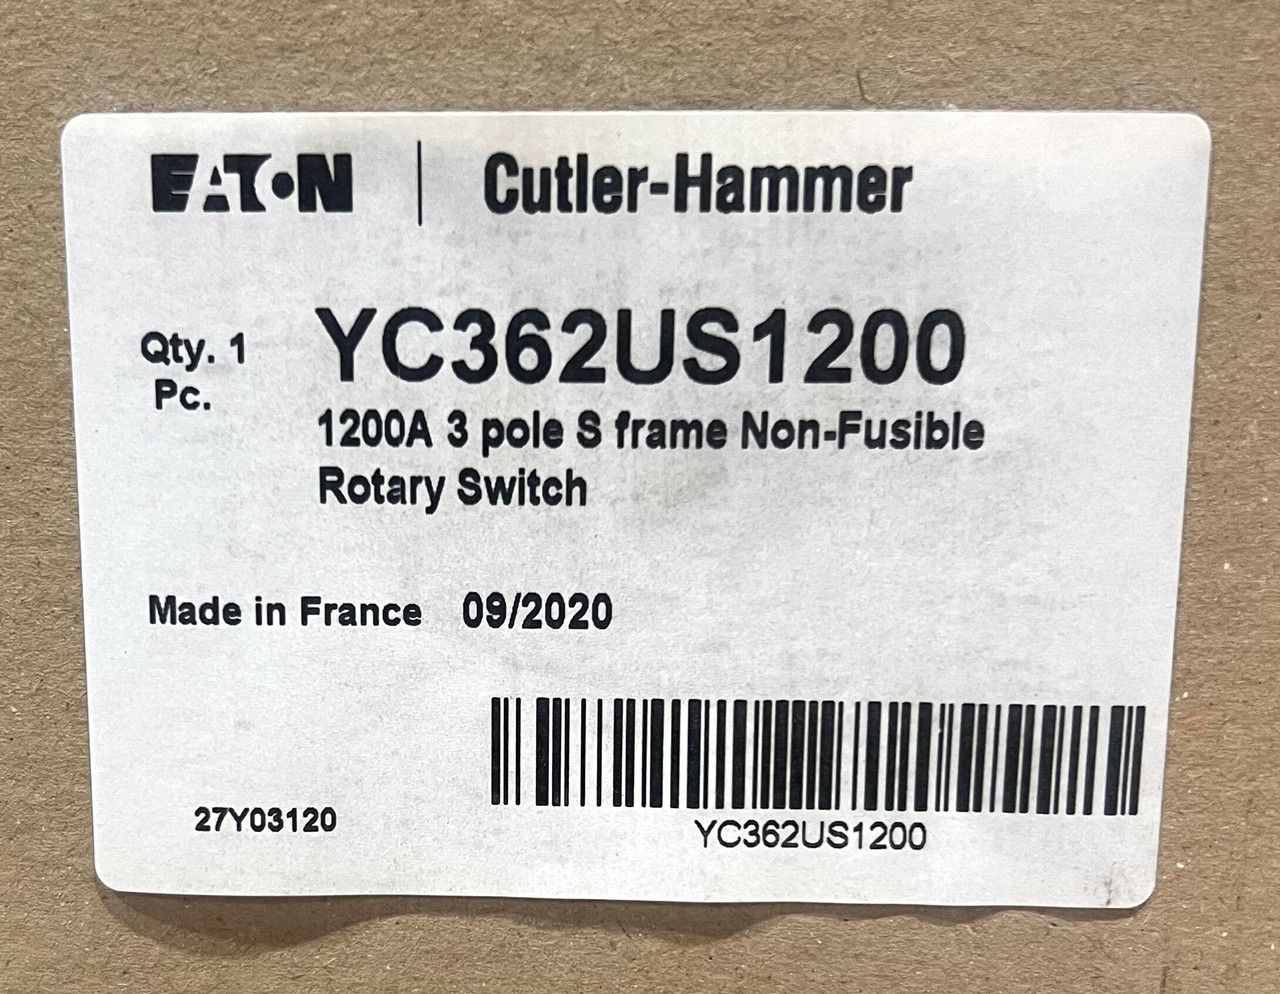 EATON | Cutler-Hammer
Qty. 1
Pc.
YC362US1200
1200A 3 pole S frame Non-Fusible
Rotary Switch
Made in France 09/2020
27Y03120
YC362US1200